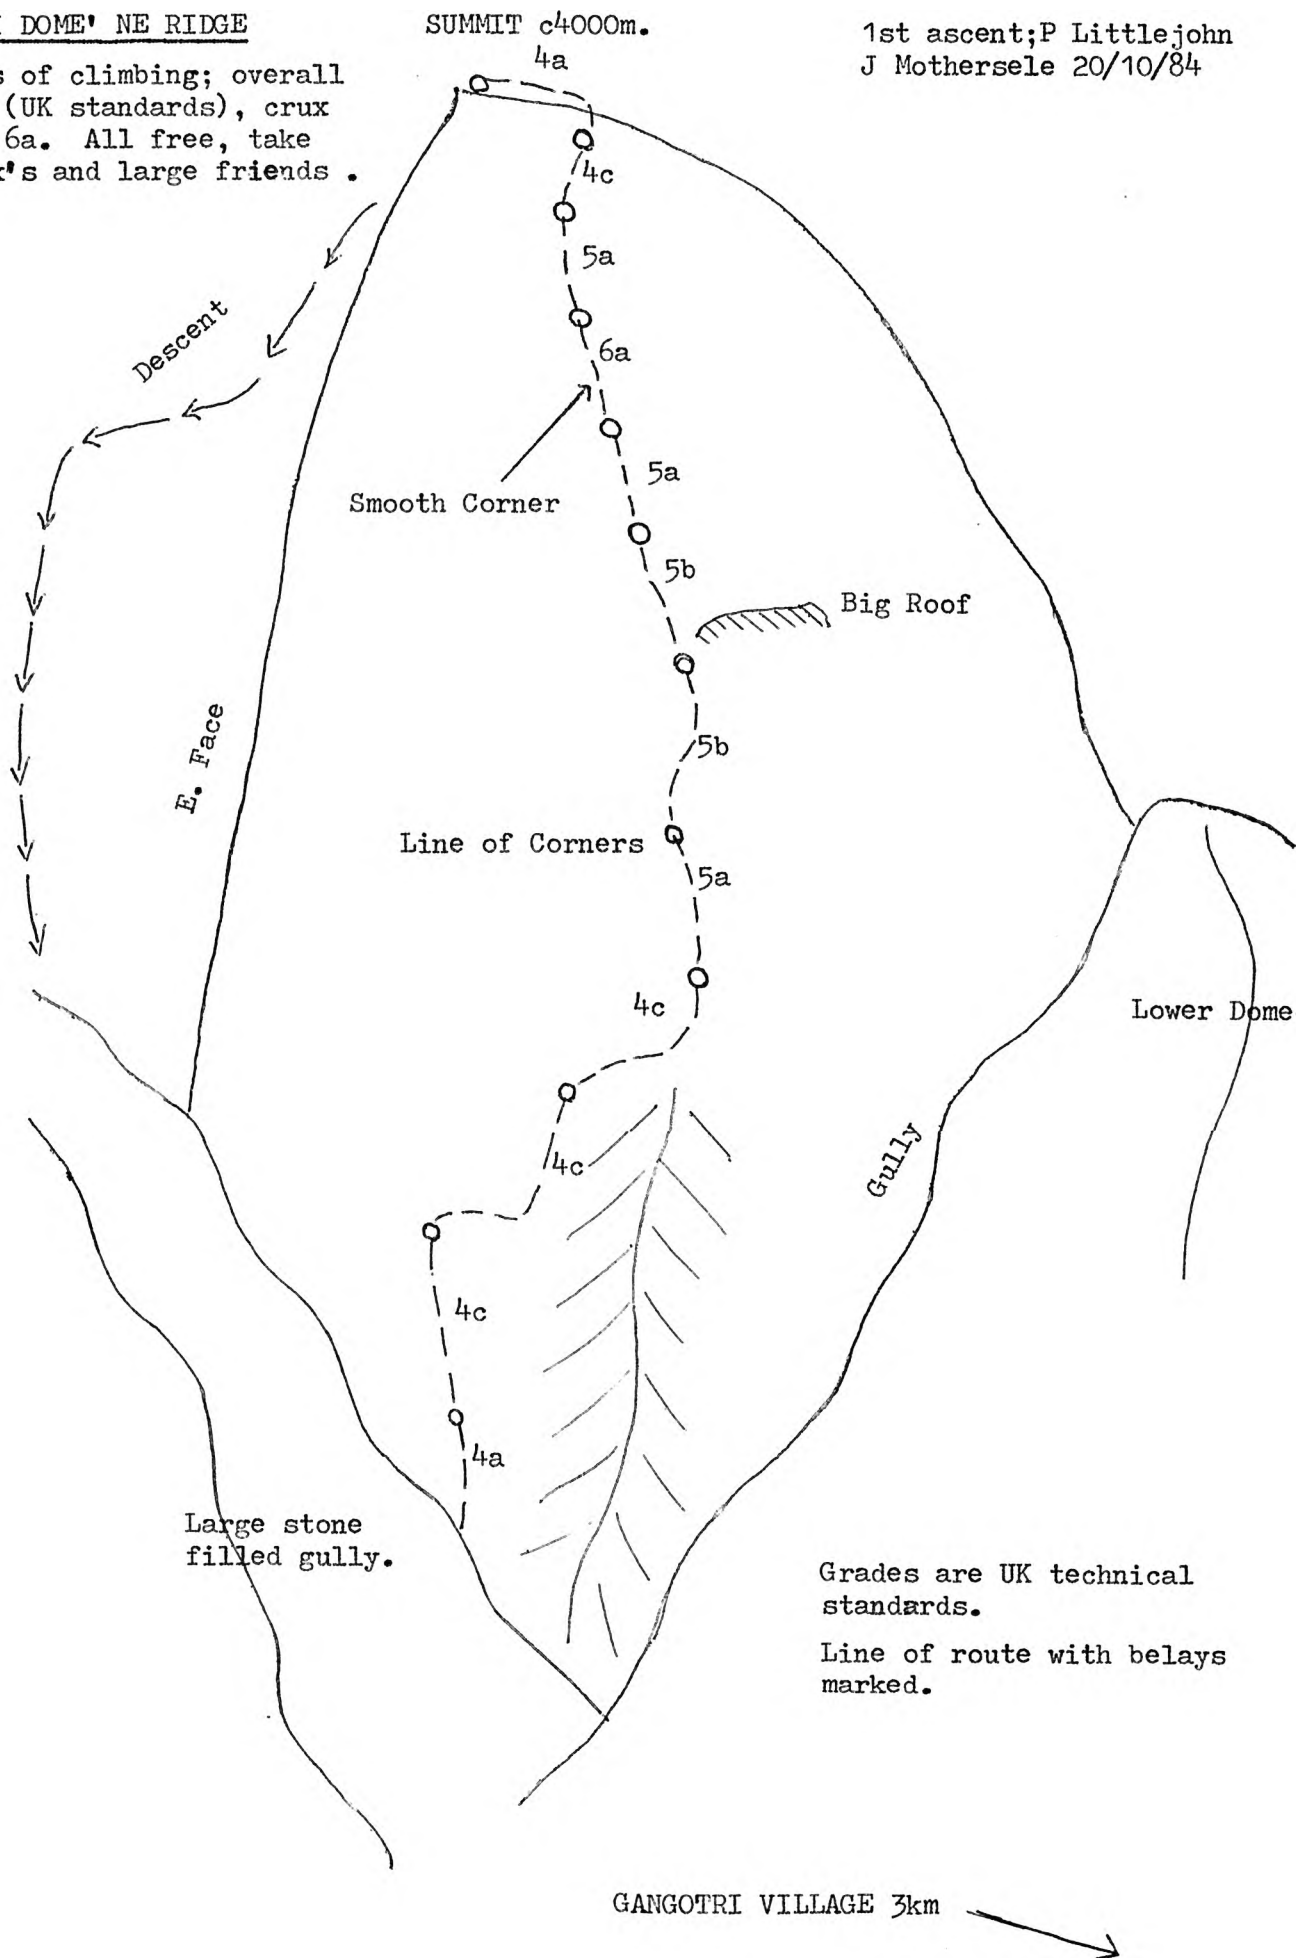 DOME' NE RIDGE
of climbing; overall
(UK standards), crux
6a. All free, take
and large friends .
SUMMIT c4000m.
1st ascent;P Littlejohn
J Mothersele 20/10/84
4a
4c
5a
6a
Descent
5a
Smooth Corner
5b
Big Roof
E. Face
5b
Line of Corners
5a
4c
Lower Dome
4c
Gully
4c
4a
Large stone
filled gully.
Grades are UK technical
standards.
Line of route with belays
marked.
GANGOTRI VILLAGE 3km